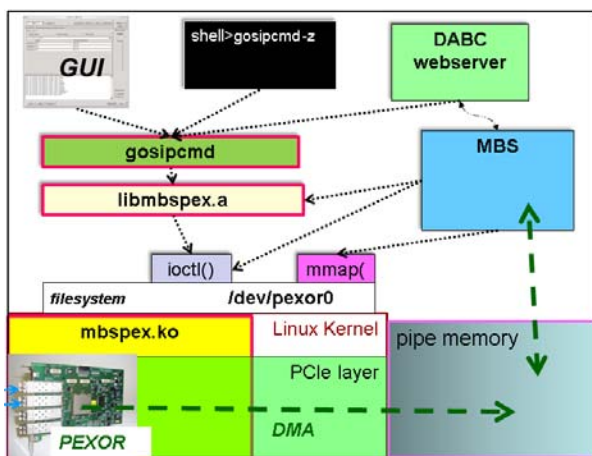 GUI
shell>gosipcmd-z
DABC
webserver
gosipcmd
MBS
libmbspex.a
ioctl()
mmap(
filesystem
/dev/pexor0
mbspex.ko
Linux Kernel
pipe memory
PCIe layer
PEXOR
DMA